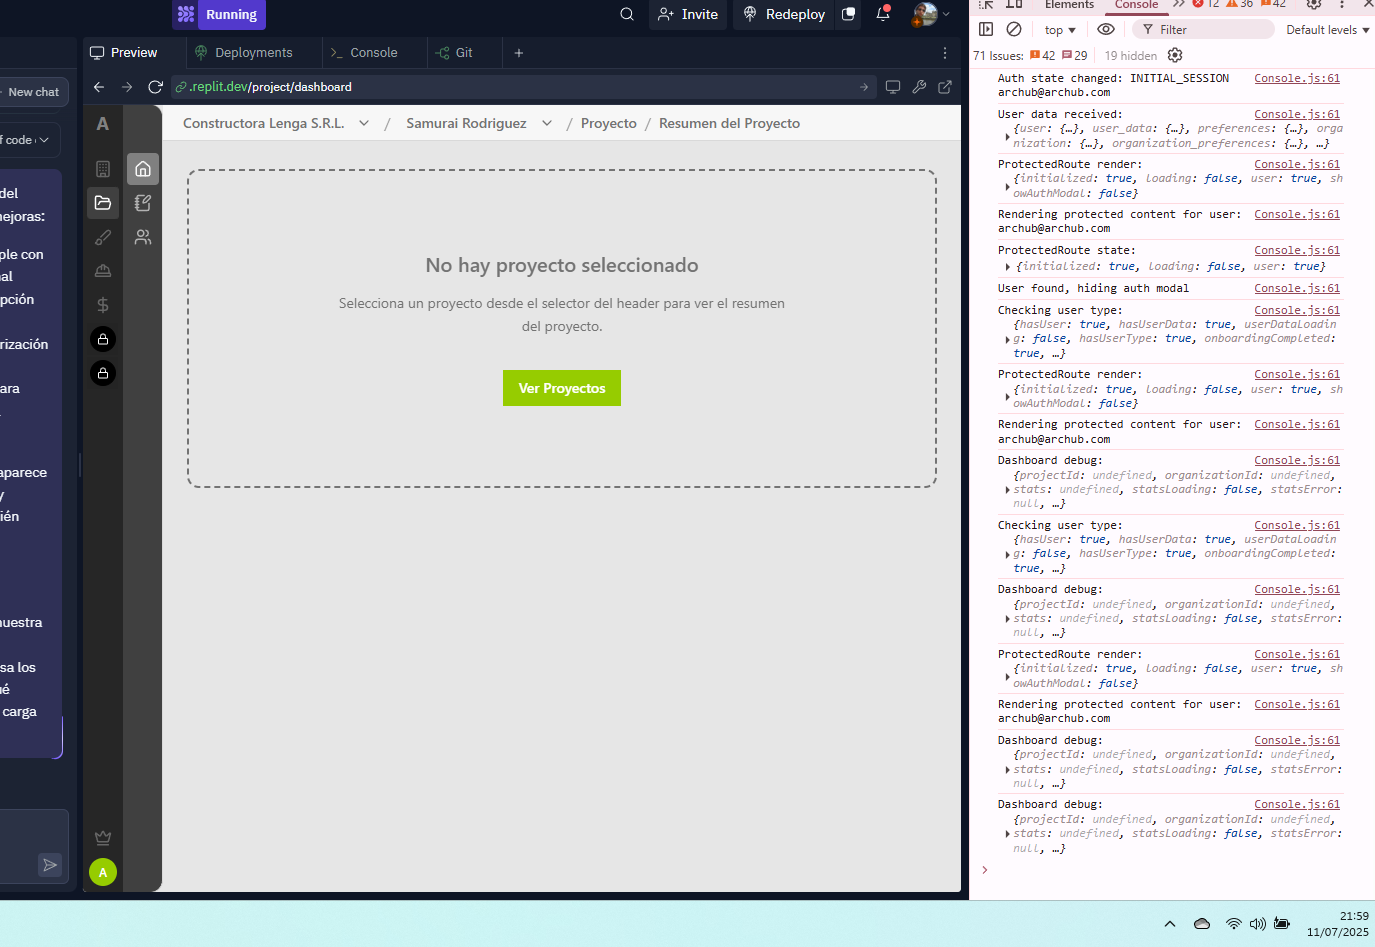 Running
Invite
Redeploy
Preview
Deployments
Console
Git
.replit.dev/project/dashboard
New chat
f code
del
nejoras:
ple con
al
pción
rización
ara
aparece
y
ién
nuestra
sa los
ué
carga
A
Constructora Lenga S.R.L.
/
Samurai Rodriguez
/ Proyecto / Resumen del Proyecto
No hay proyecto seleccionado
Selecciona un proyecto desde el selector del header para ver el resumen
del proyecto.
Ver Proyectos
A
Elements
Console
12
36
42
top
Filter
Default levels
71 Issues: 42 29
19 hidden
Auth state changed: INITIAL_SESSION Console.js:61
archub@archub.com
User data received: Console.js:61
{user: {…}, user_data: {…}, preferences: {…}, orga
nization: {…}, organization_preferences: {…}, …}
ProtectedRoute render: Console.js:61
{initialized: true, loading: false, user: true, sh
owAuthModal: false}
Rendering protected content for user: Console.js:61
archub@archub.com
ProtectedRoute state: Console.js:61
{initialized: true, loading: false, user: true}
User found, hiding auth modal Console.js:61
Checking user type: Console.js:61
{hasUser: true, hasUserData: true, userDataLoadin
g: false, hasUserType: true, onboardingCompleted:
true, …}
ProtectedRoute render: Console.js:61
{initialized: true, loading: false, user: true, sh
owAuthModal: false}
Rendering protected content for user: Console.js:61
archub@archub.com
Dashboard debug: Console.js:61
{projectId: undefined, organizationId: undefined,
stats: undefined, statsLoading: false, statsError:
null, …}
Checking user type: Console.js:61
{hasUser: true, hasUserData: true, userDataLoadin
g: false, hasUserType: true, onboardingCompleted:
true, …}
Dashboard debug: Console.js:61
{projectId: undefined, organizationId: undefined,
stats: undefined, statsLoading: false, statsError:
null, …}
ProtectedRoute render: Console.js:61
{initialized: true, loading: false, user: true, sh
owAuthModal: false}
Rendering protected content for user: Console.js:61
archub@archub.com
Dashboard debug: Console.js:61
{projectId: undefined, organizationId: undefined,
stats: undefined, statsLoading: false, statsError:
null, …}
Dashboard debug: Console.js:61
{projectId: undefined, organizationId: undefined,
stats: undefined, statsLoading: false, statsError:
null, …}
21:59
11/07/2025